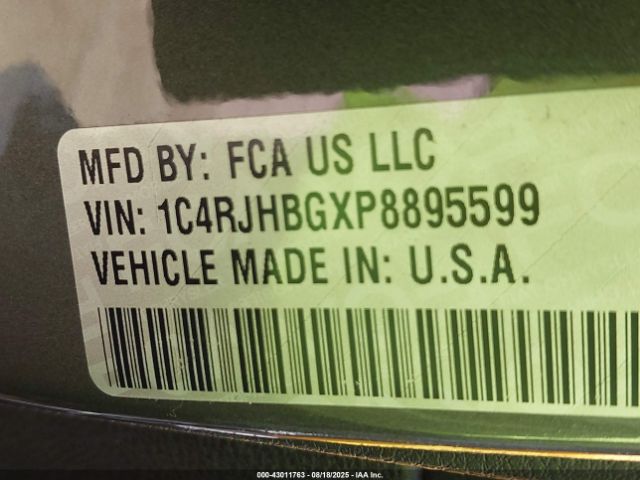 MFD BY: FCA US LLC
VIN: 1C4RJHBGXP8895599
VEHICLE MADE IN: U.S.A.
000-43011763 - 08/18/2025 - IAA Inc.